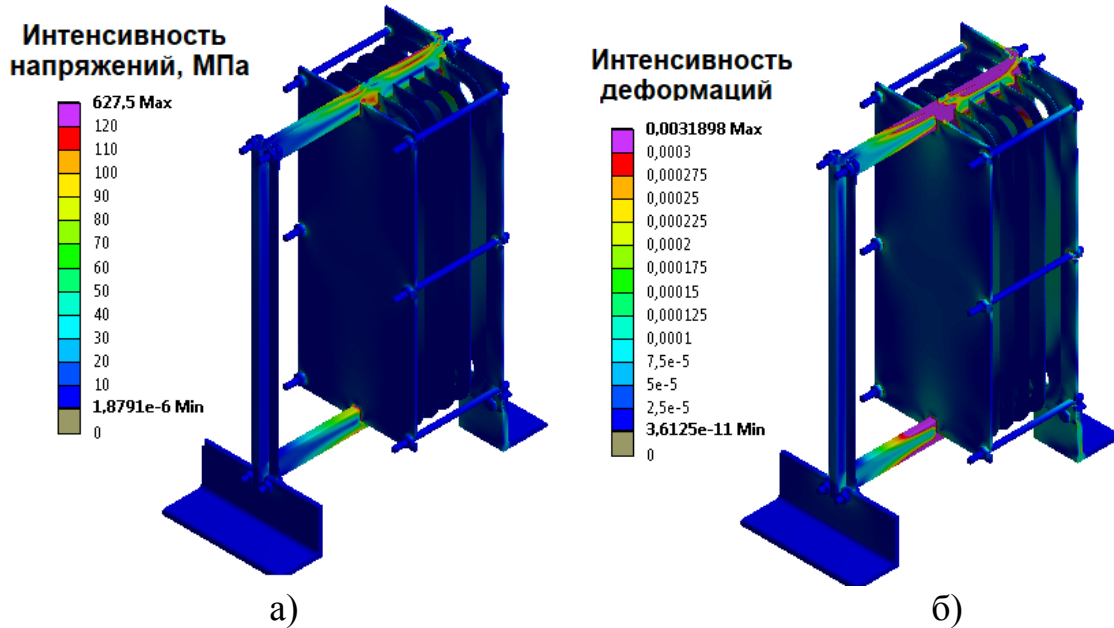 Интенсивность
напряжений, МПа
627,5 Max
120
110
100
90
80
70
60
50
40
30
20
10
1,8791e-6 Min
0
а)
Интенсивность
деформаций
0,0031898 Max
0,0003
0,000275
0,00025
0,000225
0,0002
0,000175
0,00015
0,000125
0,0001
7,5e-5
5e-5
2,5e-5
3,6125e-11 Min
0
б)